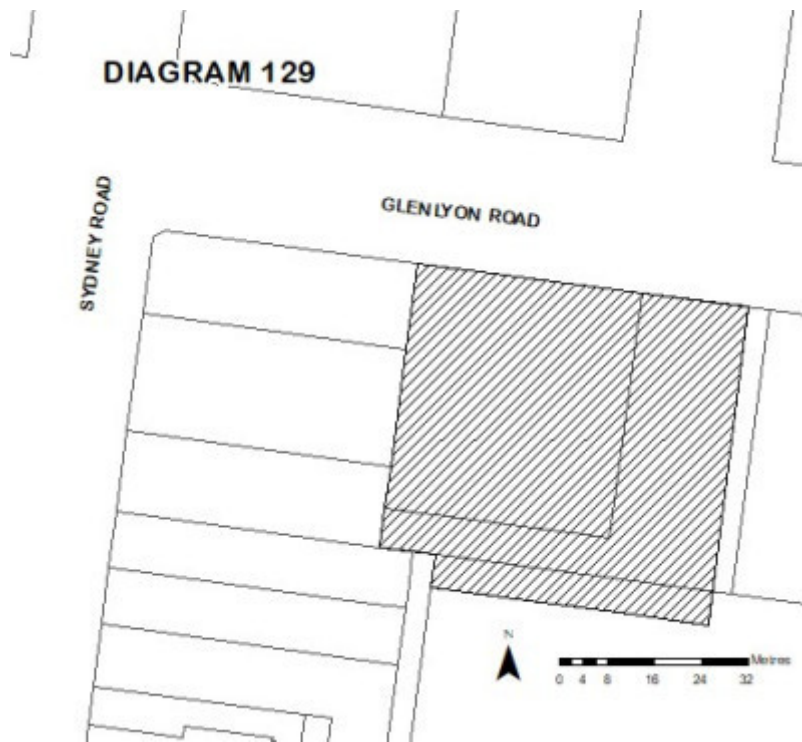 DIAGRAM 129
GLENLYON ROAD
SYDNEY ROAD
N
Metres
0 4 8 16 24 32